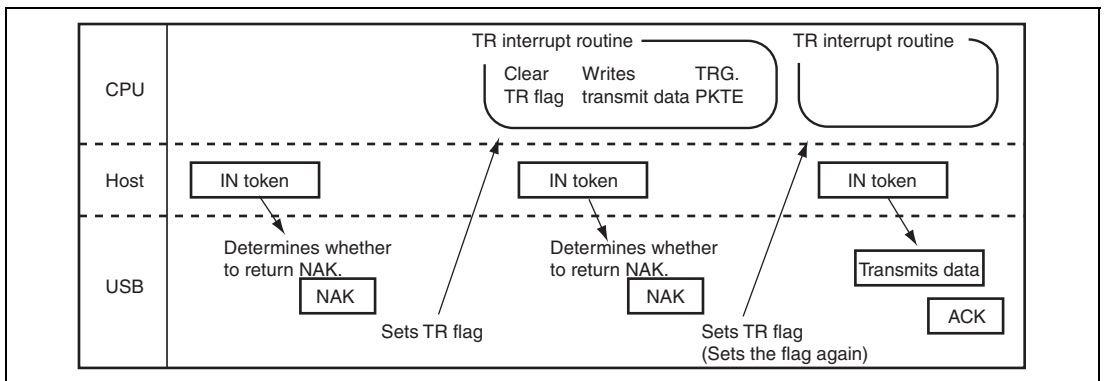 TR interrupt routine
TR interrupt routine
CPU
Clear Writes TRG.
TR flag transmit data PKTE
Host
IN token
IN token
IN token
USB
Determines whether
to return NAK.
NAK
Sets TR flag
Determines whether
to return NAK.
NAK
Sets TR flag
(Sets the flag again)
Transmits data
ACK